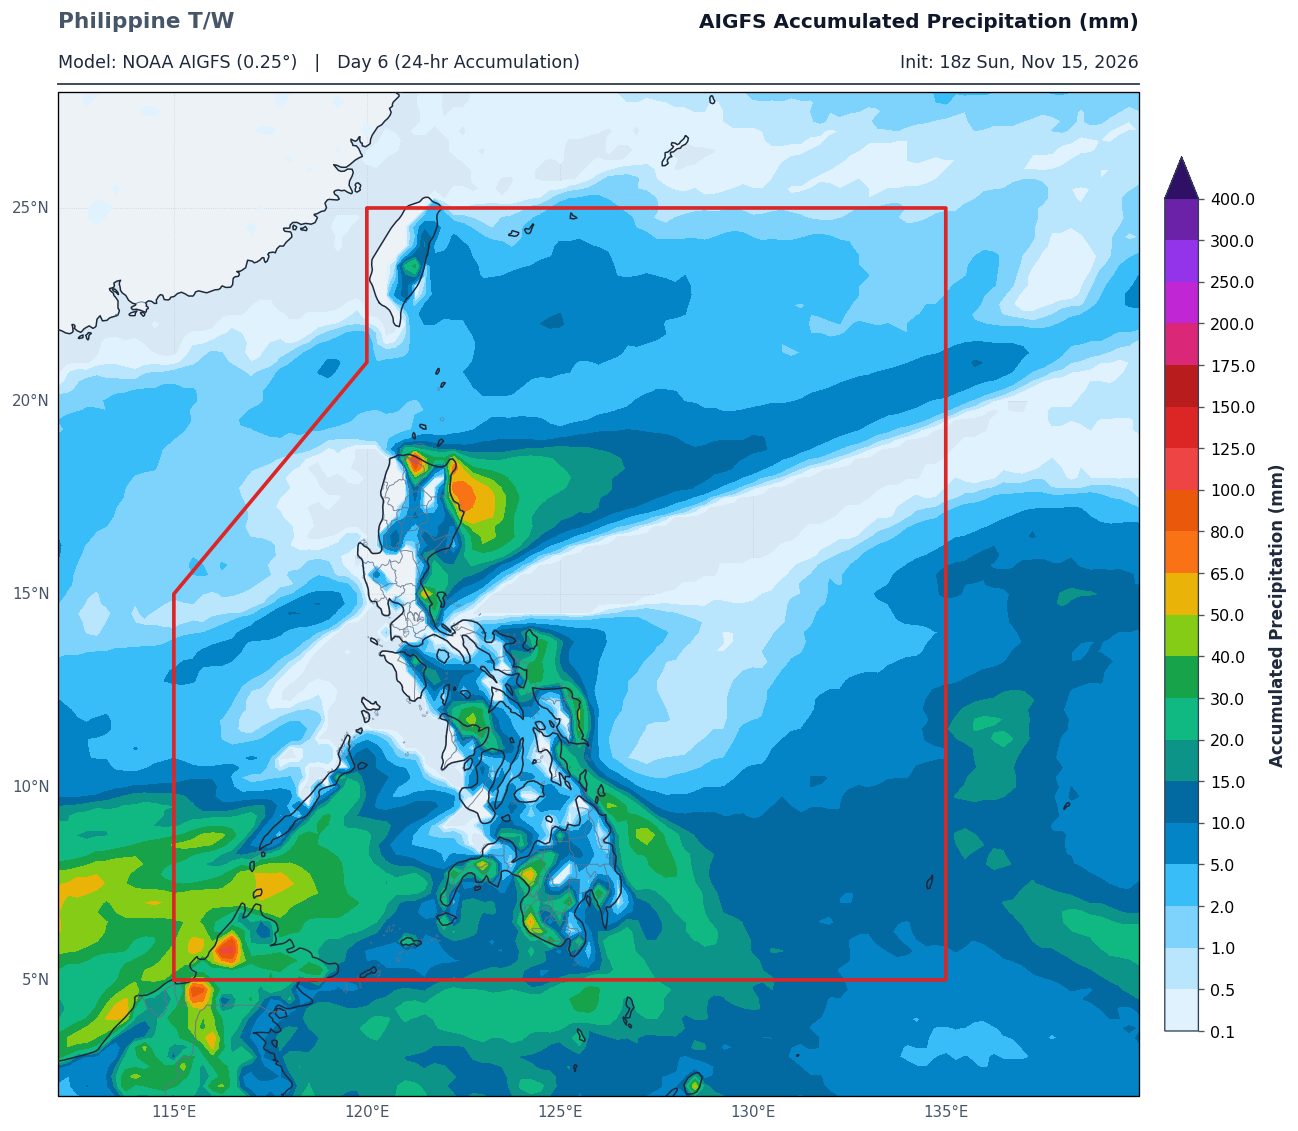 Philippine T/W
AIGFS Accumulated Precipitation (mm)
Model: NOAA AIGFS (0.25°)   |   Day 6 (24-hr Accumulation)
Init: 18z Sun, Nov 15, 2026
25°N
20°N
15°N
10°N
5°N
115°E
120°E
125°E
130°E
135°E
400.0
300.0
250.0
200.0
175.0
150.0
125.0
100.0
80.0
65.0
50.0
40.0
30.0
20.0
15.0
10.0
5.0
2.0
1.0
0.5
0.1
Accumulated Precipitation (mm)